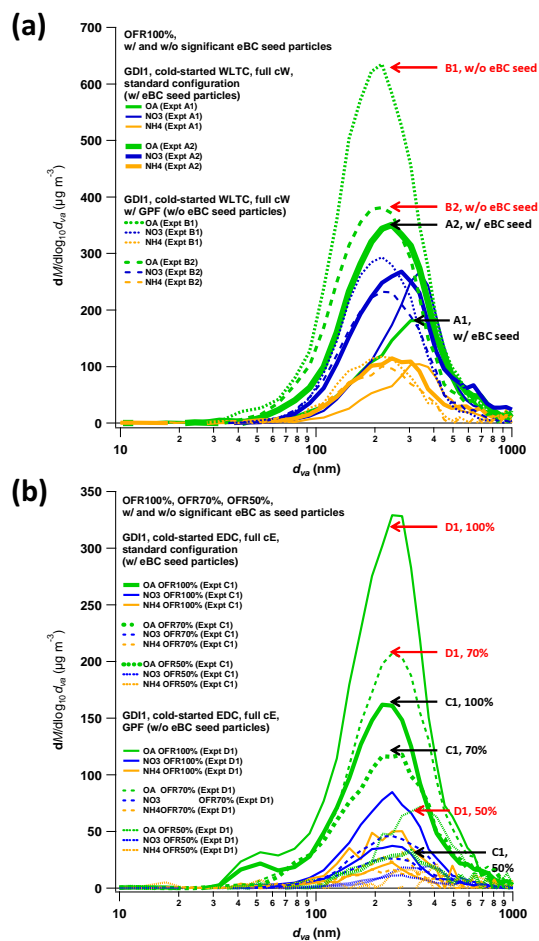 (a)
OFR100%,
w/ and w/o significant eBC seed particles
GDI1, cold-started WLTC, full cW,
standard configuration
(w/ eBC seed particles)
OA (Expt A1)
NO3 (Expt A1)
NH4 (Expt A1)
OA (Expt A2)
NO3 (Expt A2)
NH4 (Expt A2)
GDI1, cold-started WLTC, full cW
w/ GPF (w/o eBC seed particles)
OA (Expt B1)
NO3 (Expt B1)
NH4 (Expt B1)
OA (Expt B2)
NO3 (Expt B2)
NH4 (Expt B2)
B1, w/o eBC seed
B2, w/o eBC seed
A2, w/ eBC seed
A1,
w/ eBC seed
700
600
500
400
300
200
100
0
dM/dlog10 dva (µg m-3)
10 2 3 4 5 6 7 8 9 100 2 3 4 5 6 7 8 9 1000
dva (nm)
(b)
OFR100%, OFR70%, OFR50%,
w/ and w/o significant eBC as seed particles
GDI1, cold-started EDC, full cE,
standard configuration
(w/ eBC seed particles)
OA OFR100% (Expt C1)
NO3 OFR100% (Expt C1)
NH4 OFR100% (Expt C1)
OA OFR70% (Expt C1)
NO3 OFR70% (Expt C1)
NH4 OFR70% (Expt C1)
OA OFR50% (Expt C1)
NO3 OFR50% (Expt C1)
NH4 OFR50% (Expt C1)
GDI1, cold-started EDC, full cE,
GPF (w/o eBC seed particles)
OA OFR100% (Expt D1)
NO3 OFR100% (Expt D1)
NH4 OFR100% (Expt D1)
OA OFR70% (Expt D1)
NO3 OFR70% (Expt D1)
NH4OFR70% (Expt D1)
OA OFR50% (Expt D1)
NO3 OFR50% (Expt D1)
NH4 OFR50% (Expt D1)
D1, 100%
D1, 70%
C1, 100%
C1, 70%
D1, 50%
C1,
50%
350
300
250
200
150
100
50
0
dM/dlog10 dva (µg m-3)
10 2 3 4 5 6 7 8 9 100 2 3 4 5 6 7 8 9 1000
dva (nm)